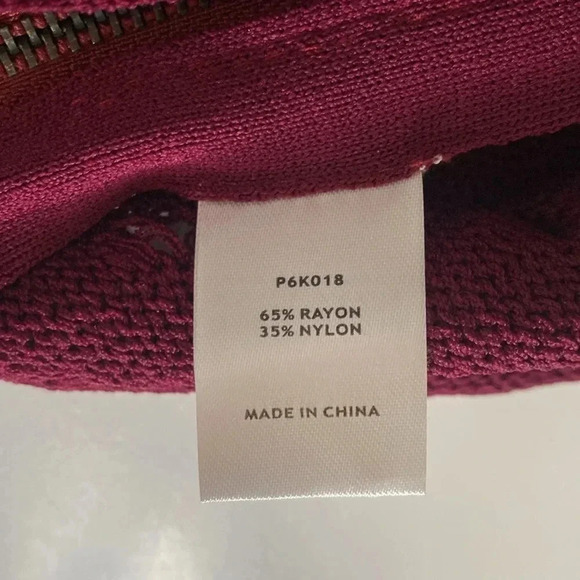 P6K018
65% RAYON
35% NYLON
MADE IN CHINA